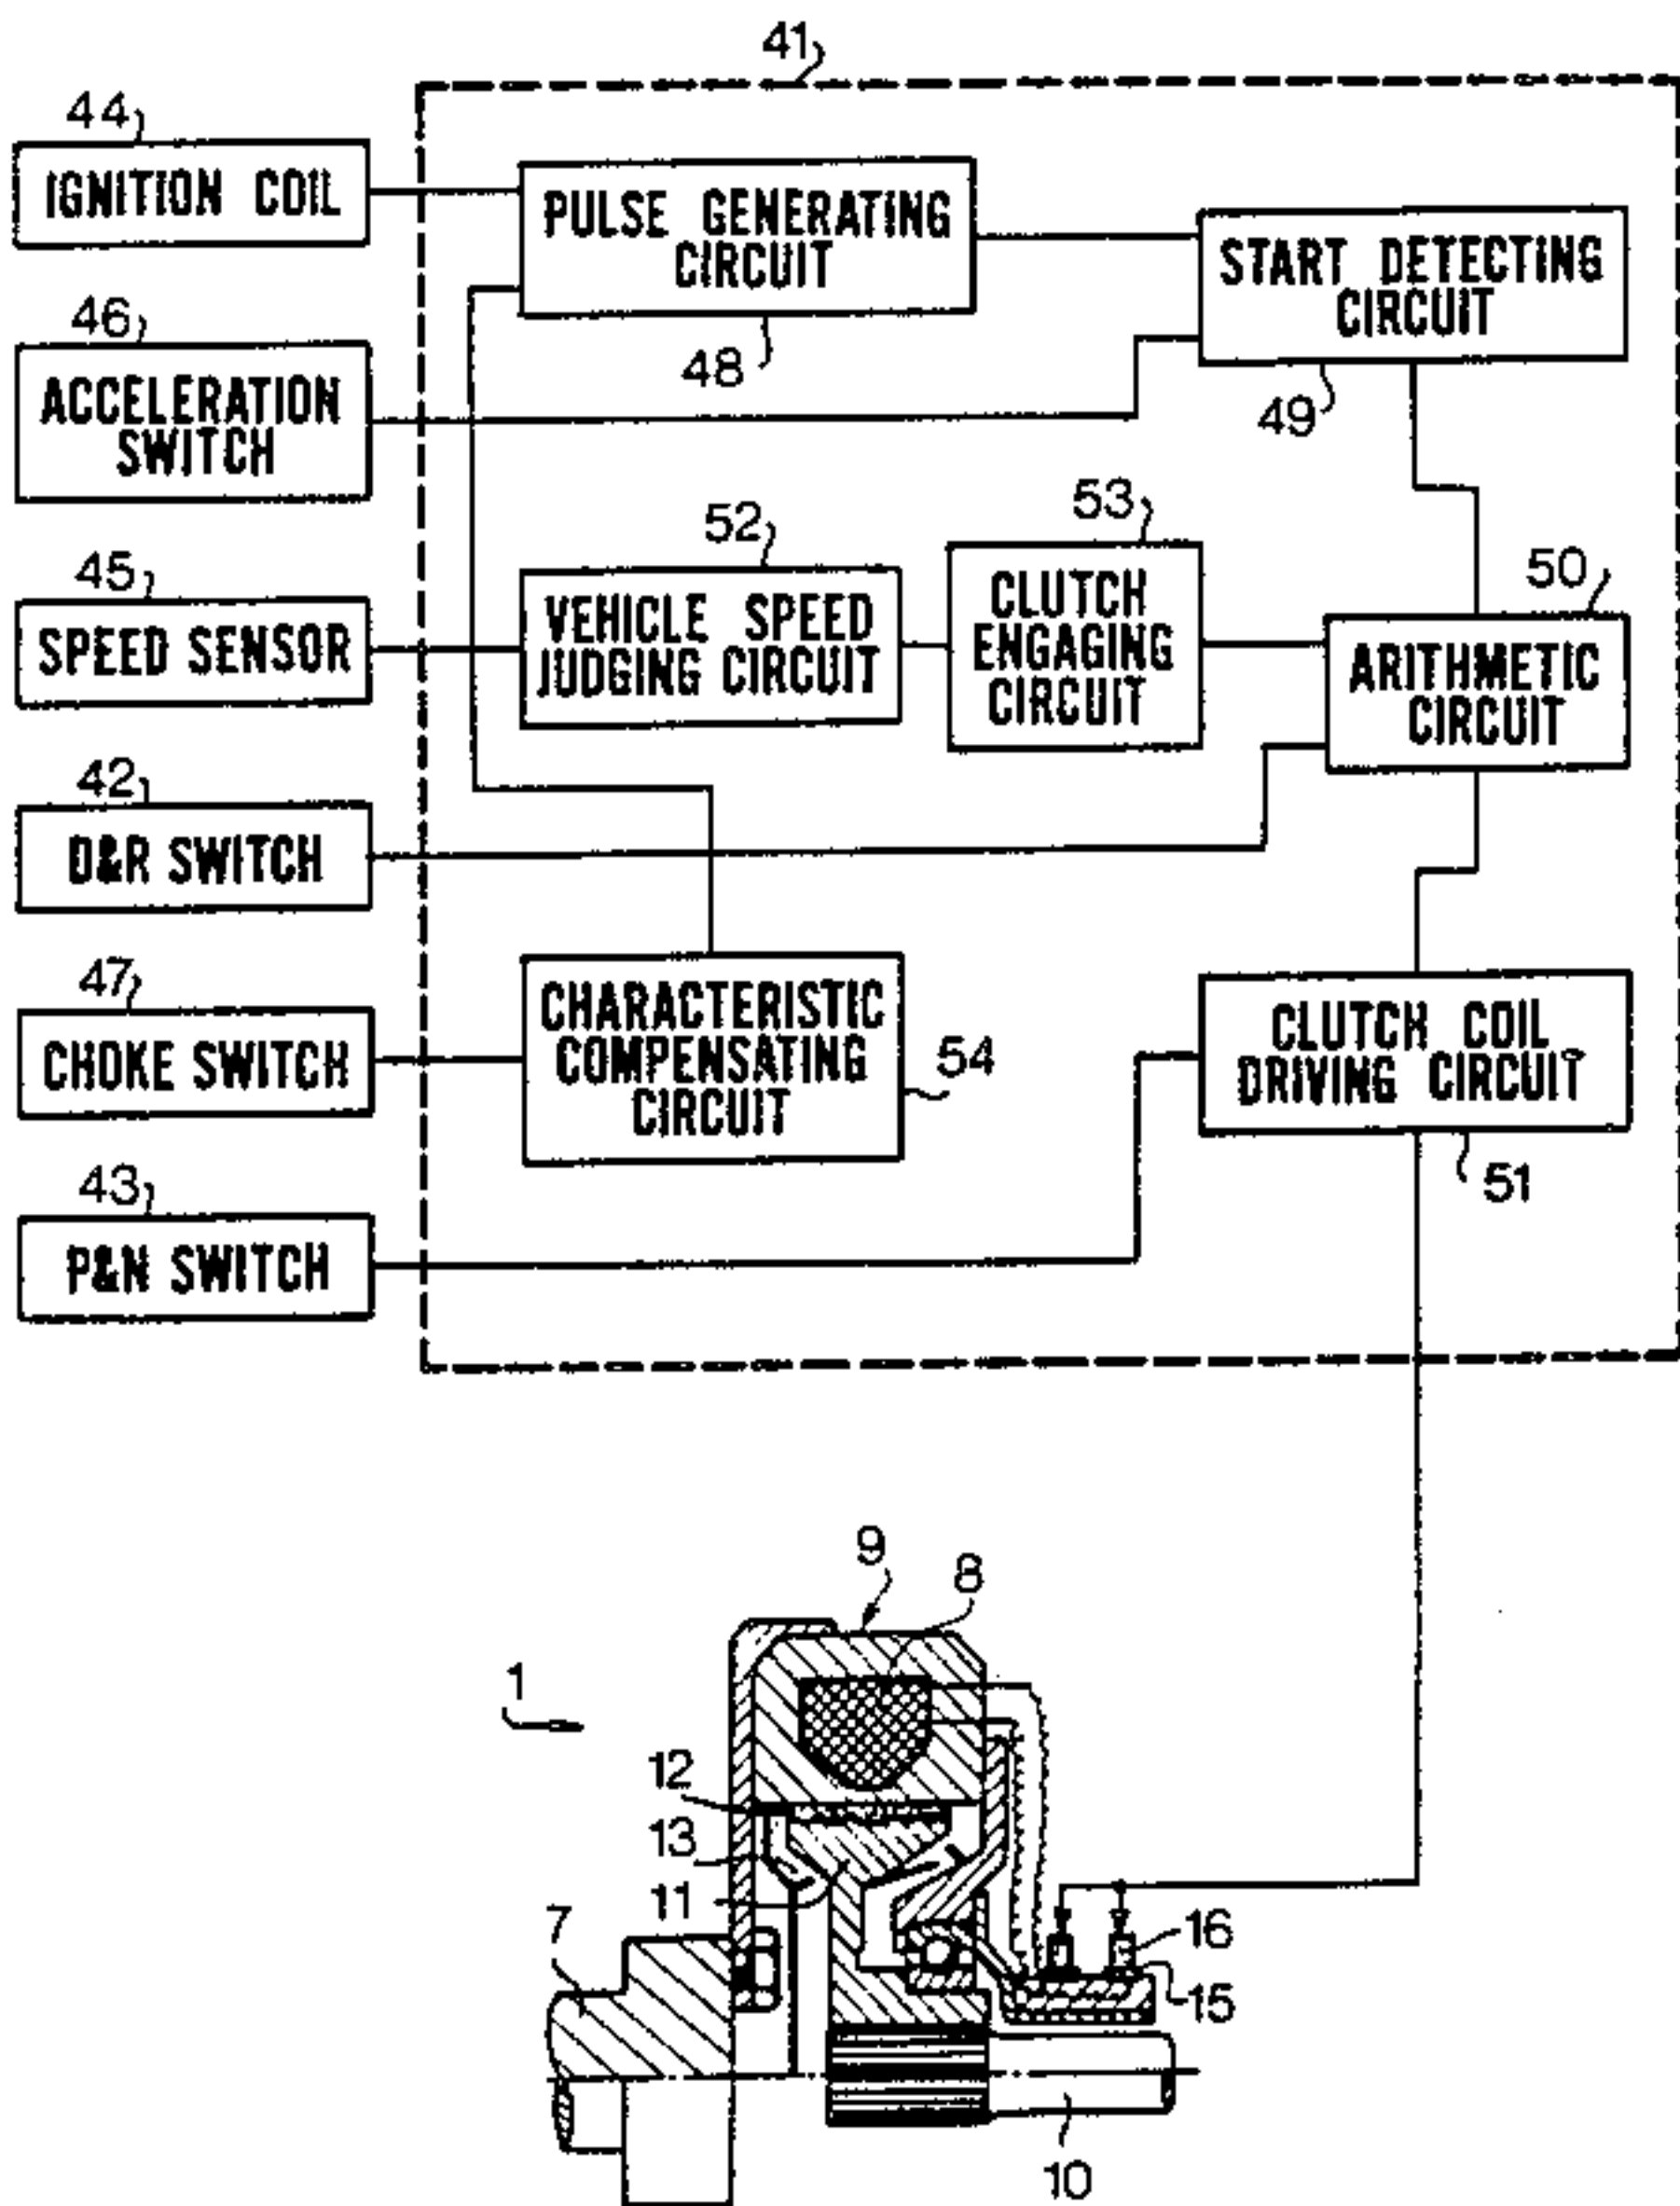 41
44
IGNITION COIL
PULSE GENERATING
CIRCUIT
48
START DETECTING
CIRCUIT
49
46
ACCELERATION
SWITCH
45
SPEED SENSOR
52
VEHICLE SPEED
JUDGING CIRCUIT
53
CLUTCH
ENGAGING
CIRCUIT
50
ARITHMETIC
CIRCUIT
42
D&R SWITCH
47
CHOKE SWITCH
CHARACTERISTIC
COMPENSATING
CIRCUIT
54
CLUTCH COIL
DRIVING CIRCUIT
51
43
P&N SWITCH
9
8
1
12
13
11
7
16
15
10